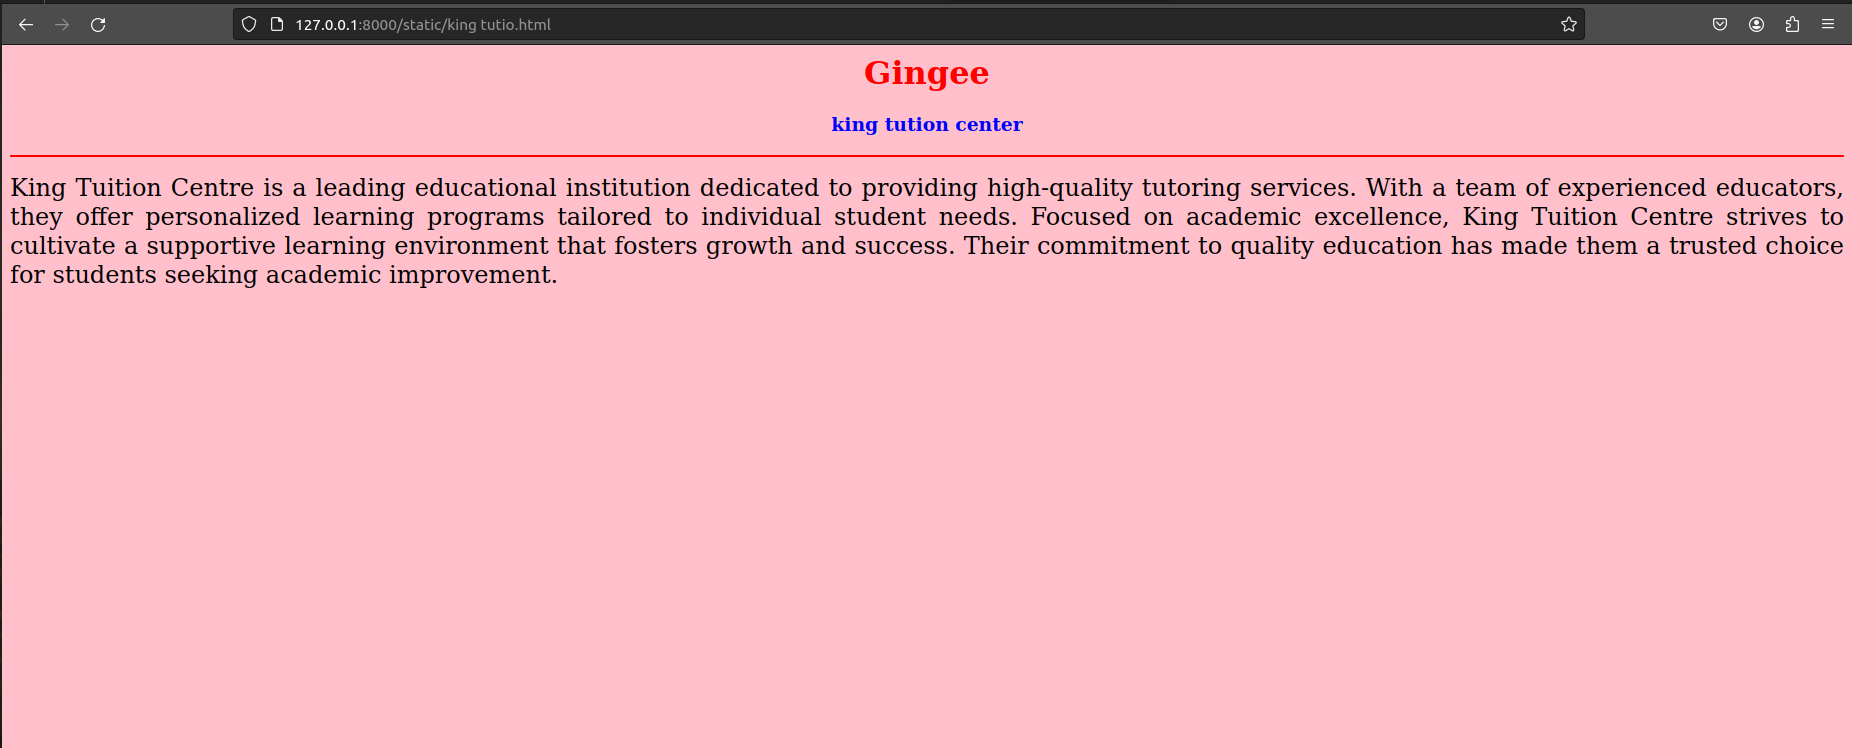 127.0.0.1:8000/static/king tutio.html
Gingee
king tution center
King Tuition Centre is a leading educational institution dedicated to providing high-quality tutoring services. With a team of experienced educators,
they offer personalized learning programs tailored to individual student needs. Focused on academic excellence, King Tuition Centre strives to
cultivate a supportive learning environment that fosters growth and success. Their commitment to quality education has made them a trusted choice
for students seeking academic improvement.